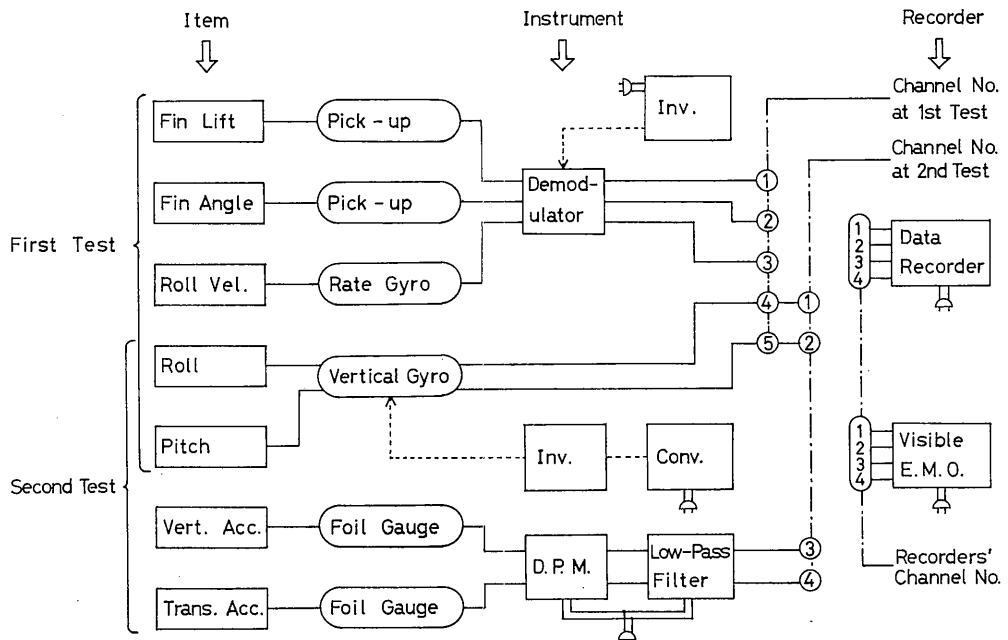 Item
Instrument
Recorder
Channel No.
at 1st Test
Inv.
Fin Lift
Pick-up
Channel No.
at 2nd Test
Demod-
ulator
1
Fin Angle
Pick-up
2
First Test
1
2
3
4
Data
Recorder
Roll Vel.
Rate Gyro
3
4
1
Roll
Vertical Gyro
5
2
Pitch
Inv.
Conv.
1
2
3
4
Visible
E.M.O.
Second Test
Vert. Acc.
Foil Gauge
D.P.M.
Low-Pass
Filter
3
4
Recorders'
Channel No.
Trans. Acc.
Foil Gauge